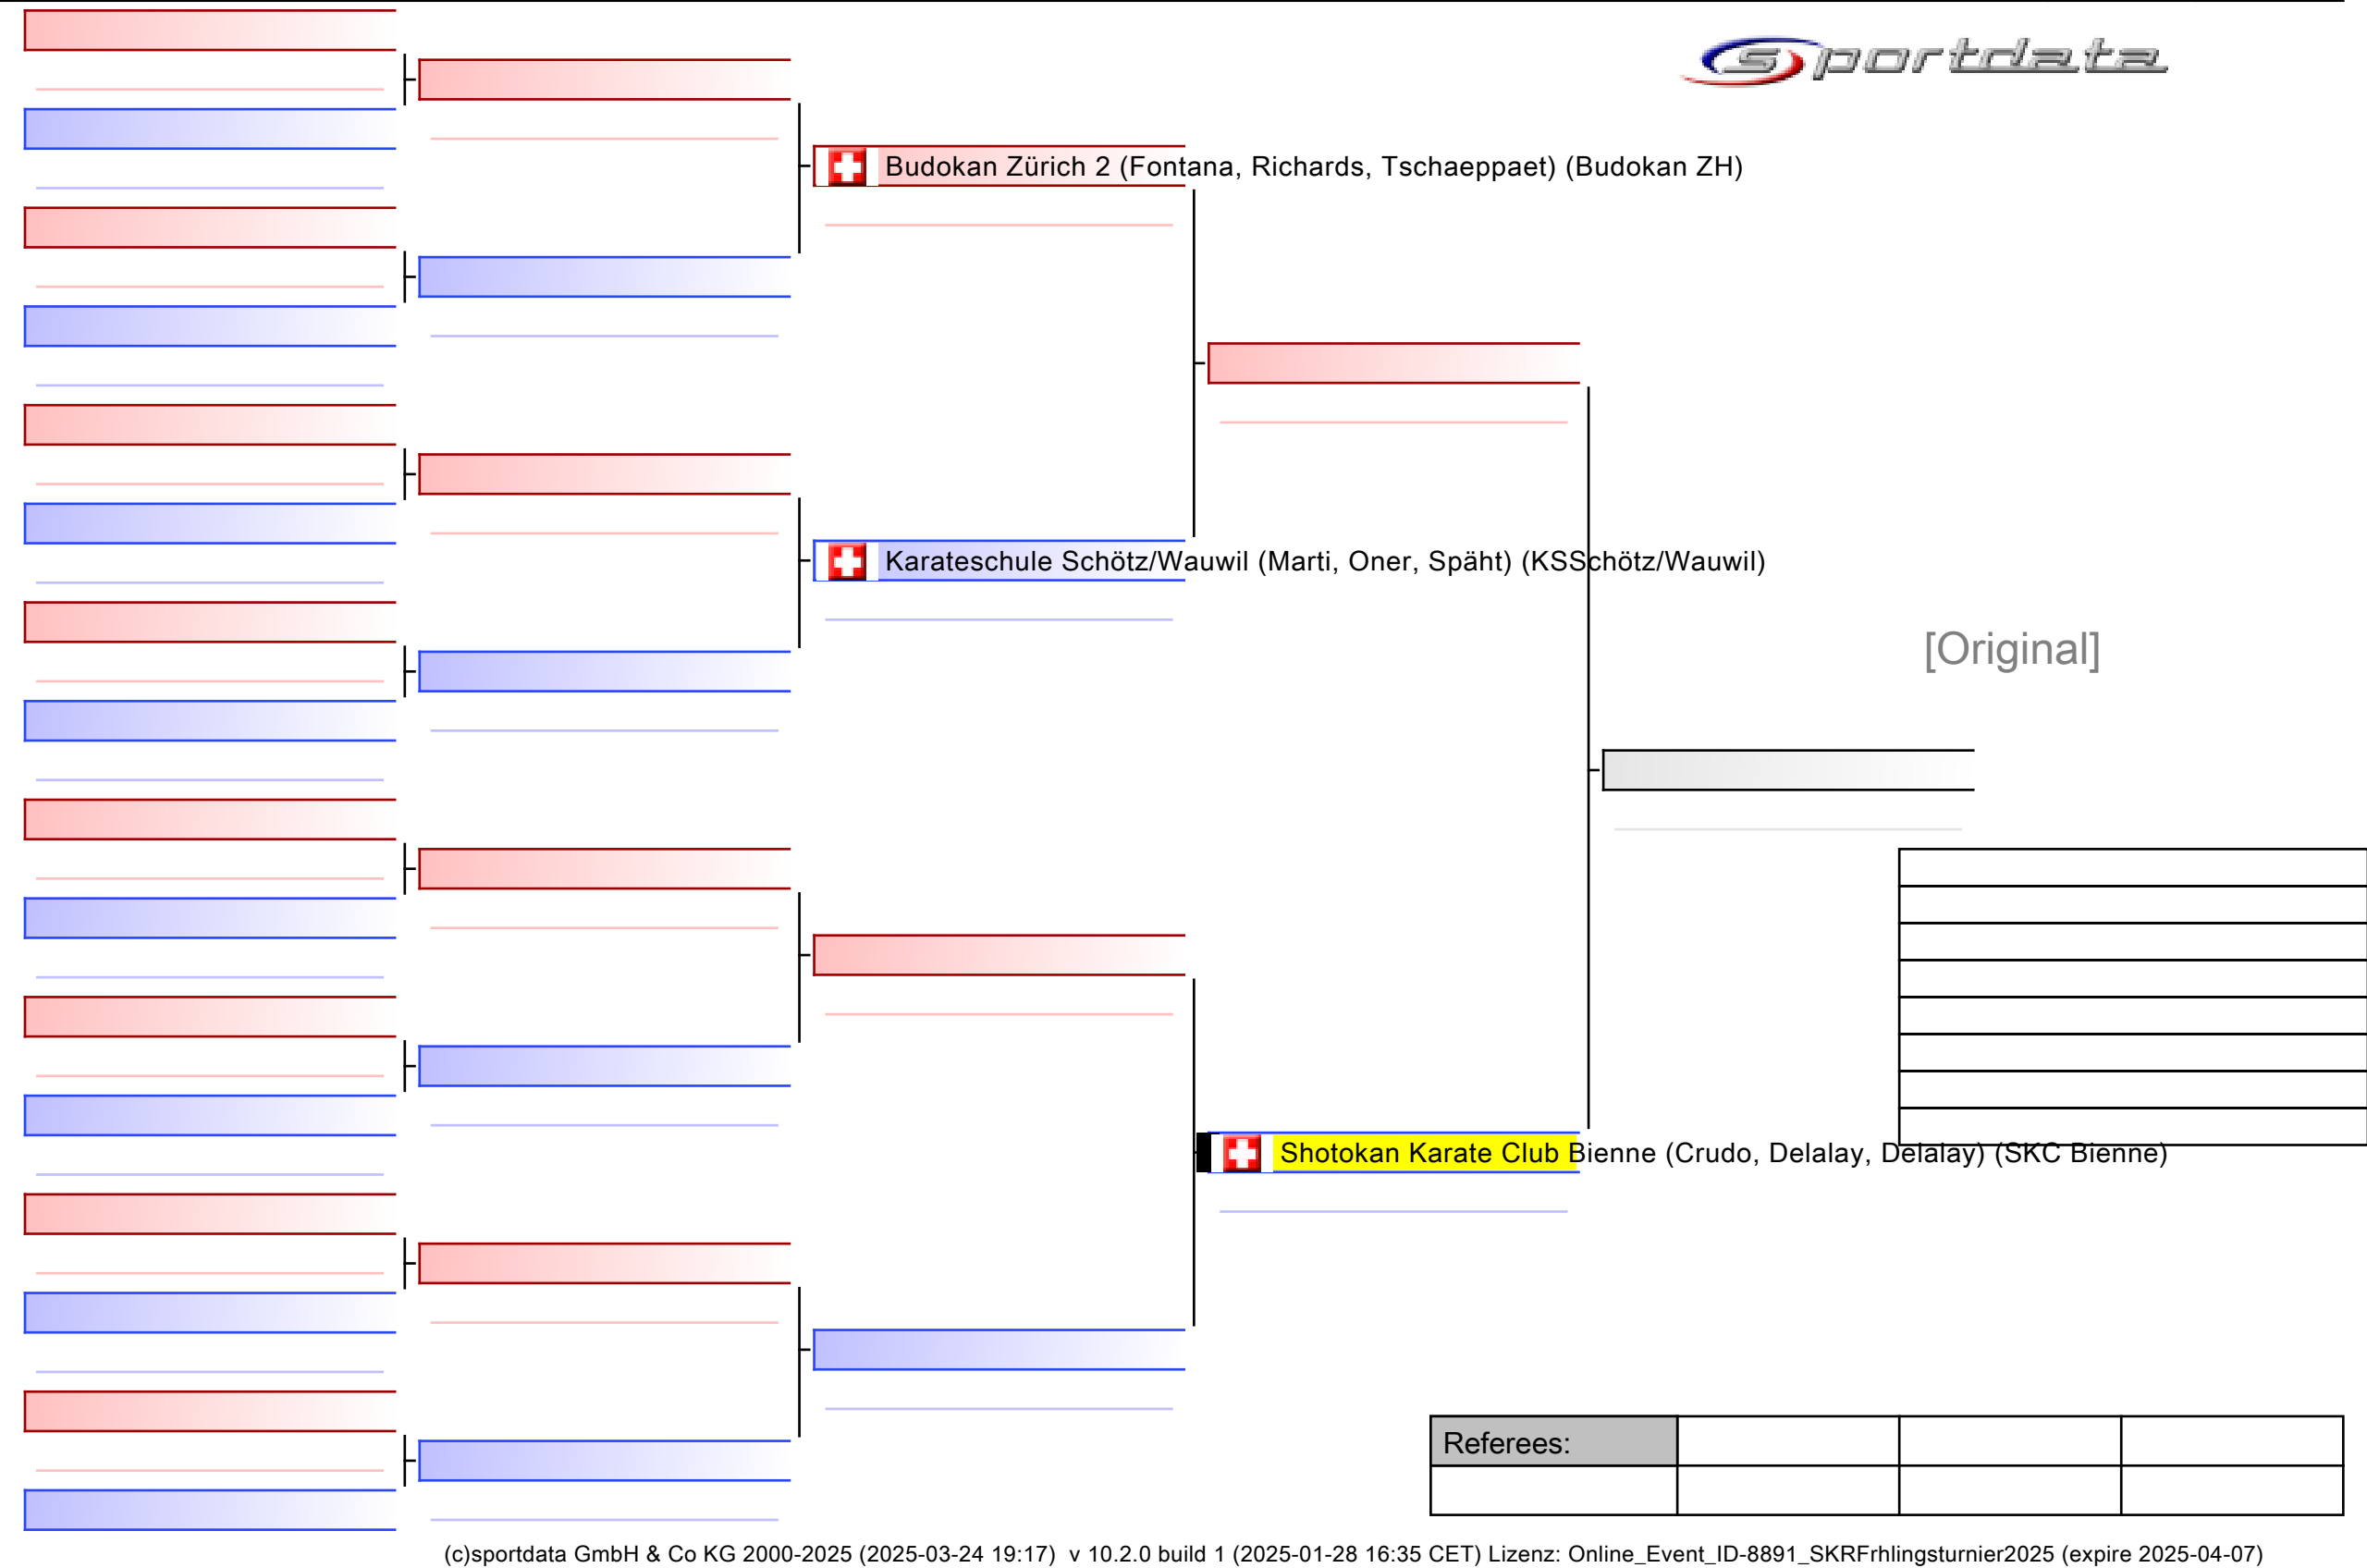 sportdata
Budokan Zürich 2 (Fontana, Richards, Tschaeppaet) (Budokan ZH)
Karateschule Schötz/Wauwil (Marti, Oner, Späht) (KSSchötz/Wauwil)
[Original]
Shotokan Karate Club Bienne (Crudo, Delalay, Delalay) (SKC Bienne)
Referees:
(c)sportdata GmbH & Co KG 2000-2025 (2025-03-24 19:17) v 10.2.0 build 1 (2025-01-28 16:35 CET) Lizenz: Online_Event_ID-8891_SKRFrhlingsturnier2025 (expire 2025-04-07)